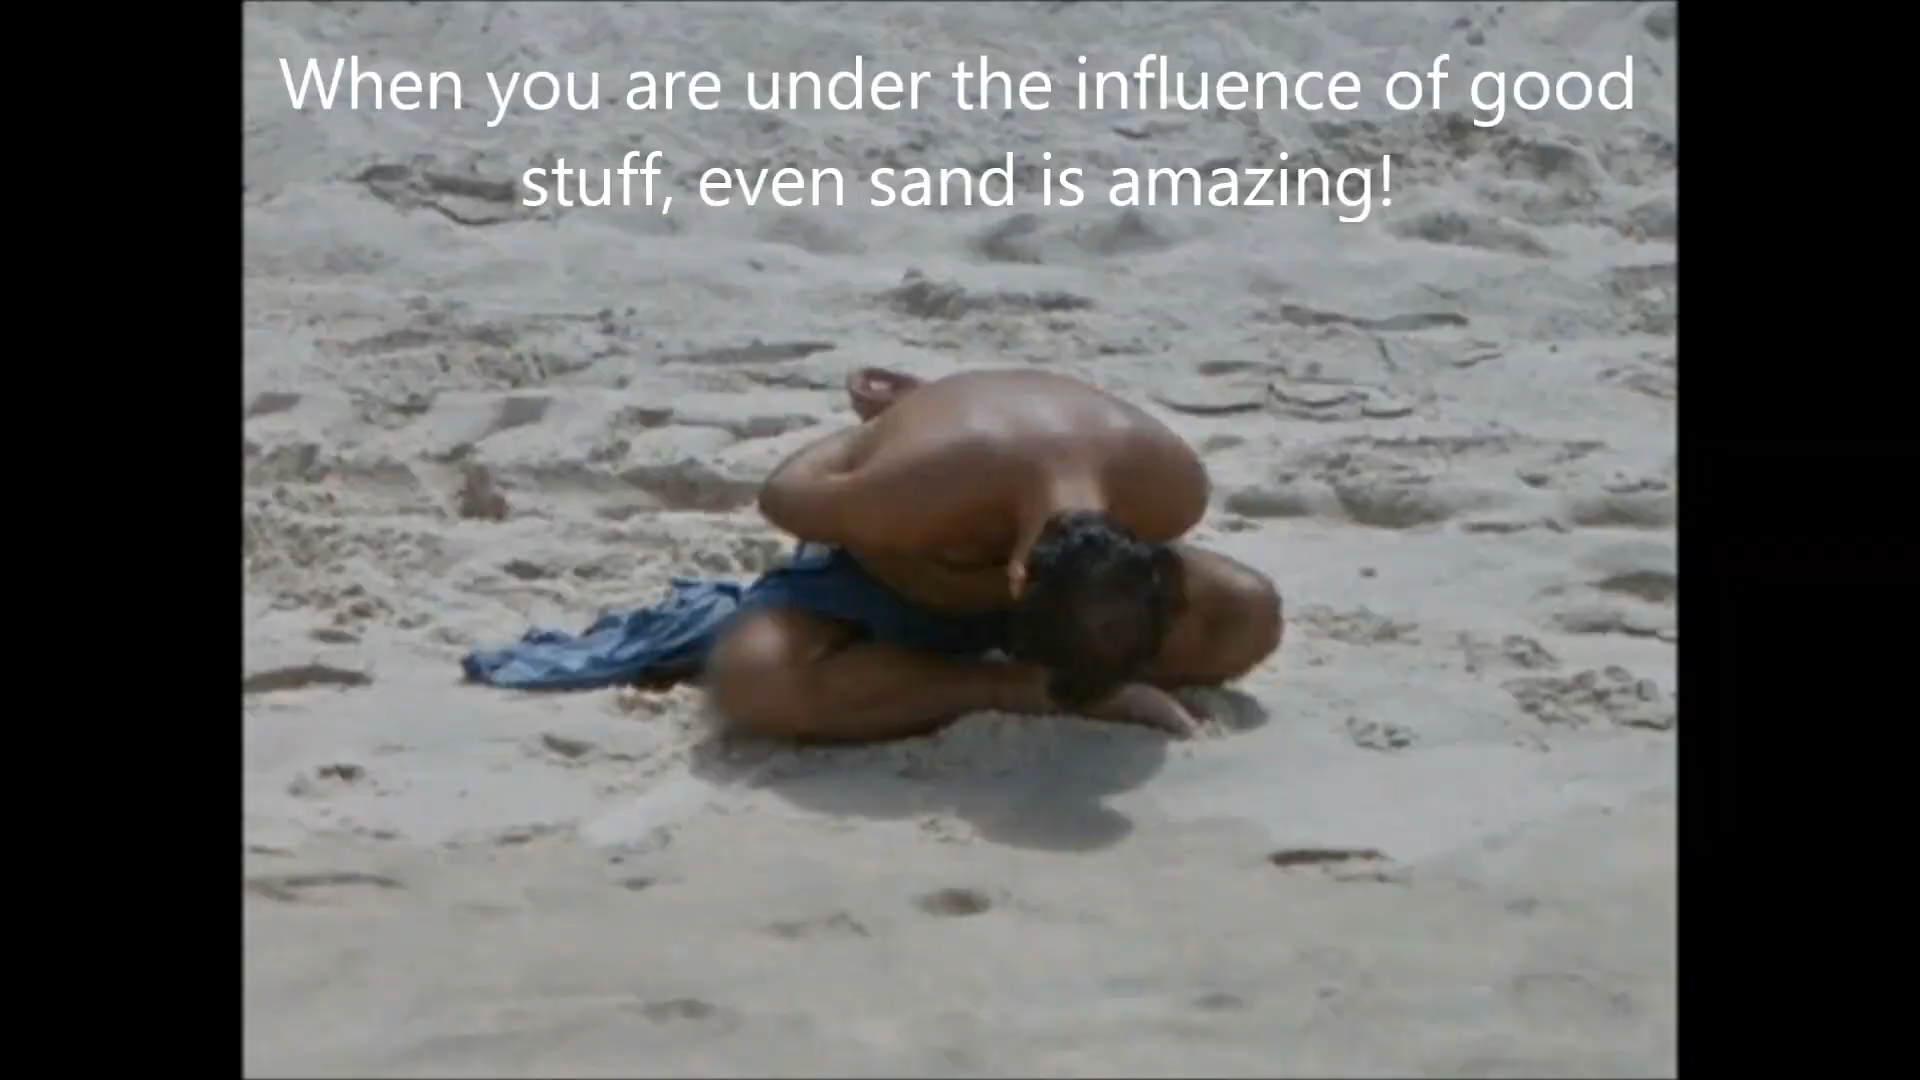 When you are under the influence of good
stuff, even sand is amazing!